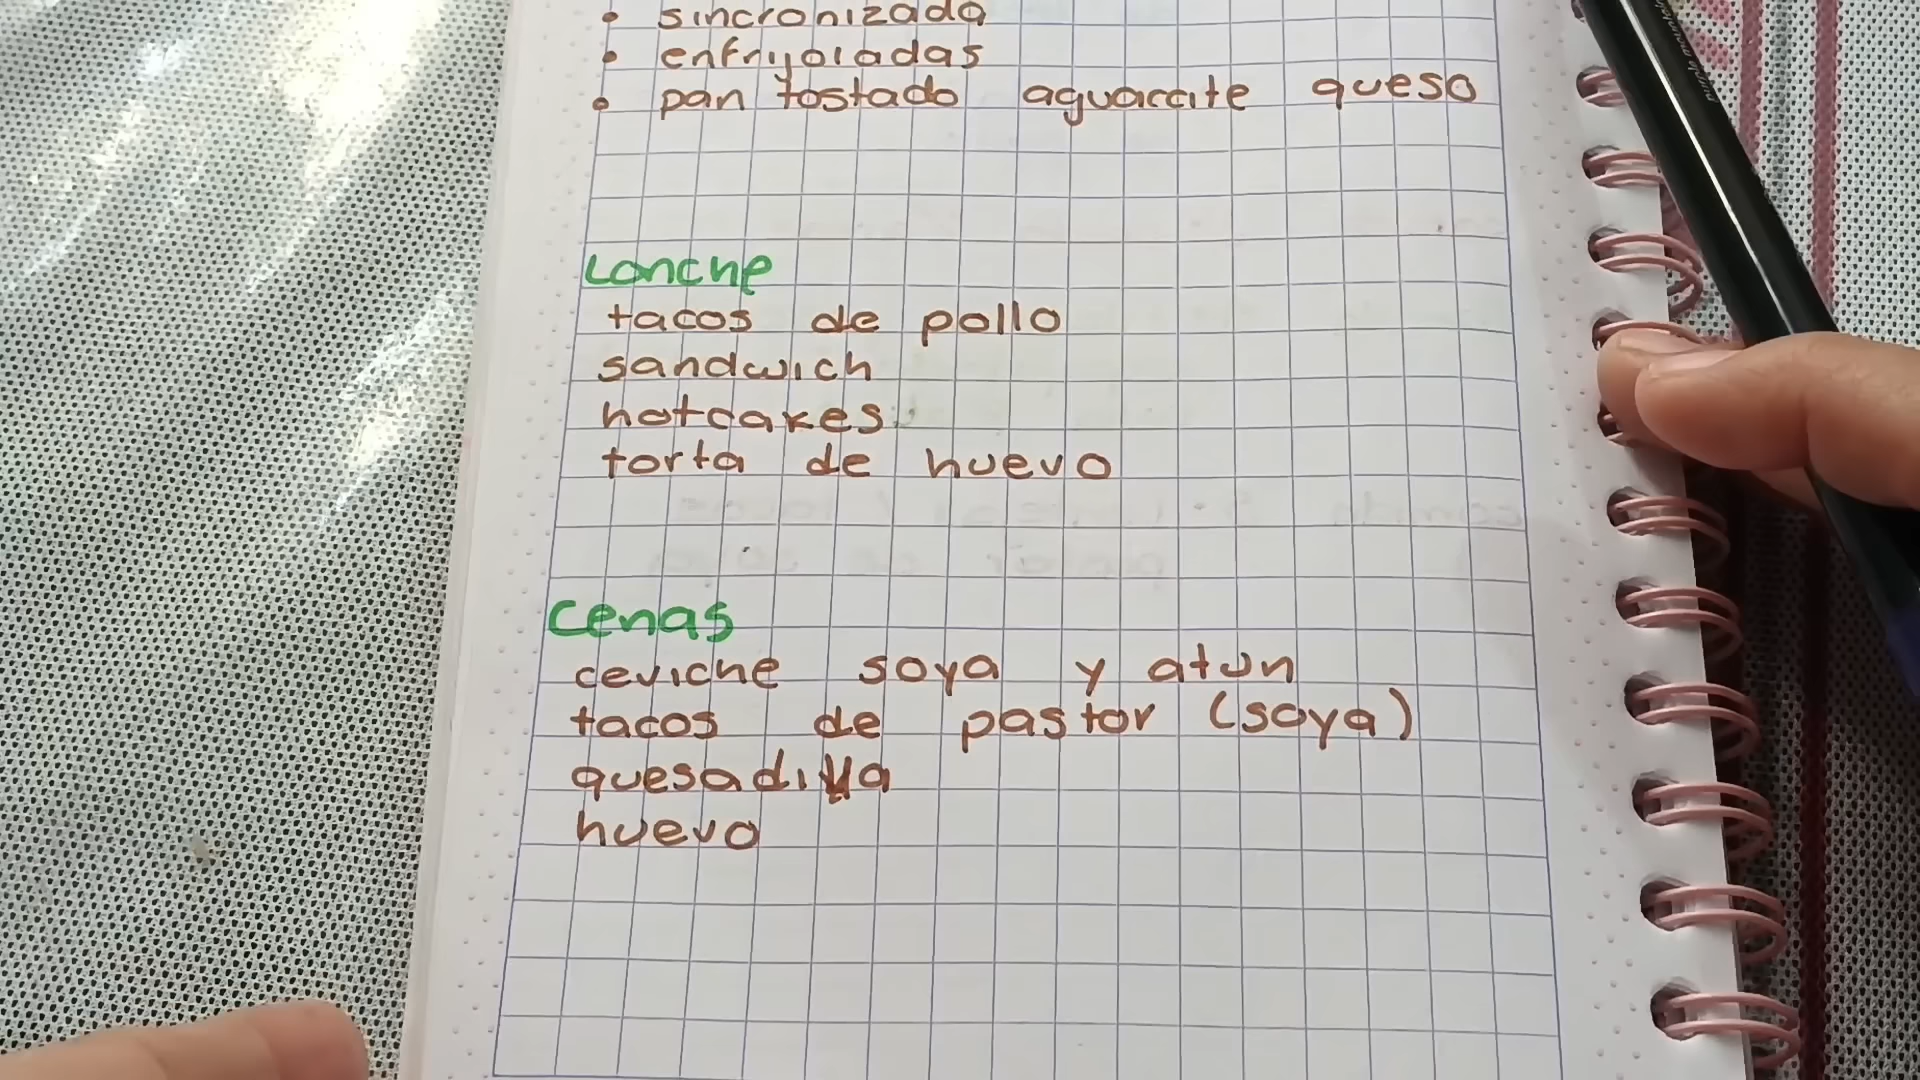 • sincronizada
• enfrijoladas
• pan tostado aguacate queso
Lonche
tacos de pollo
sandwich
hotcakes
torta de huevo
Cenas
ceviche soya y atun
tacos de pastor (soya)
quesadilla
huevo